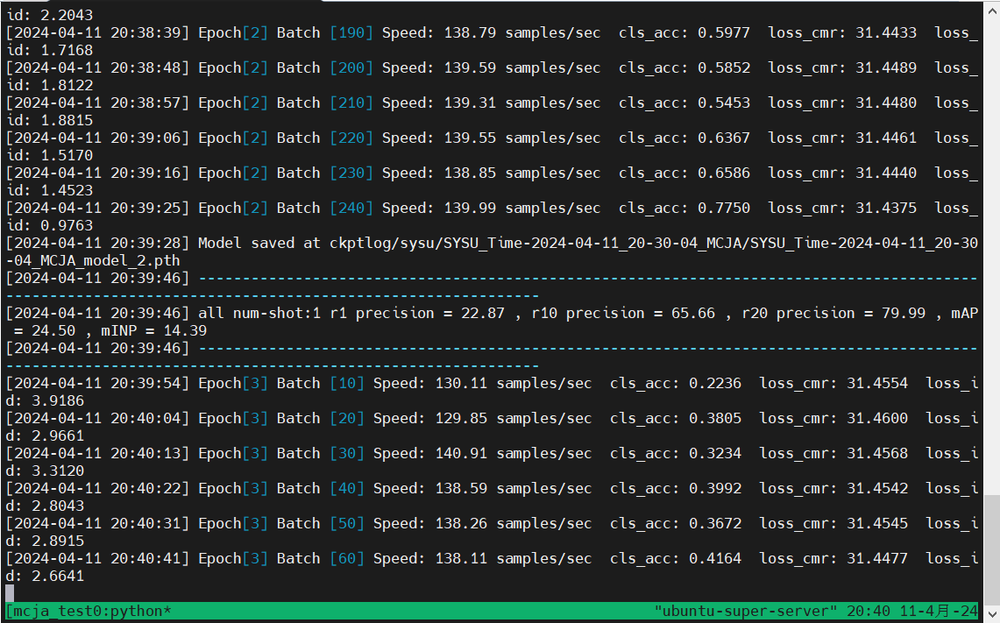 id: 2.2043
[2024-04-11 20:38:39] Epoch[2] Batch [190] Speed: 138.79 samples/sec  cls_acc: 0.5977  loss_cmr: 31.4433  loss_
id: 1.7168
[2024-04-11 20:38:48] Epoch[2] Batch [200] Speed: 139.59 samples/sec  cls_acc: 0.5852  loss_cmr: 31.4489  loss_
id: 1.8122
[2024-04-11 20:38:57] Epoch[2] Batch [210] Speed: 139.31 samples/sec  cls_acc: 0.5453  loss_cmr: 31.4480  loss_
id: 1.8815
[2024-04-11 20:39:06] Epoch[2] Batch [220] Speed: 139.55 samples/sec  cls_acc: 0.6367  loss_cmr: 31.4461  loss_
id: 1.5170
[2024-04-11 20:39:16] Epoch[2] Batch [230] Speed: 138.85 samples/sec  cls_acc: 0.6586  loss_cmr: 31.4440  loss_
id: 1.4523
[2024-04-11 20:39:25] Epoch[2] Batch [240] Speed: 139.99 samples/sec  cls_acc: 0.7750  loss_cmr: 31.4375  loss_
id: 0.9763
[2024-04-11 20:39:28] Model saved at ckptlog/sysu/SYSU_Time-2024-04-11_20-30-04_MCJA/SYSU_Time-2024-04-11_20-30
-04_MCJA_model_2.pth
[2024-04-11 20:39:46] -----------------------------------------------------------------------------------------
-------------------------------------------------------------
[2024-04-11 20:39:46] all num-shot:1 r1 precision = 22.87 , r10 precision = 65.66 , r20 precision = 79.99 , mAP
 = 24.50 , mINP = 14.39
[2024-04-11 20:39:46] -----------------------------------------------------------------------------------------
-------------------------------------------------------------
[2024-04-11 20:39:54] Epoch[3] Batch [10] Speed: 130.11 samples/sec  cls_acc: 0.2236  loss_cmr: 31.4554  loss_i
d: 3.9186
[2024-04-11 20:40:04] Epoch[3] Batch [20] Speed: 129.85 samples/sec  cls_acc: 0.3805  loss_cmr: 31.4600  loss_i
d: 2.9661
[2024-04-11 20:40:13] Epoch[3] Batch [30] Speed: 140.91 samples/sec  cls_acc: 0.3234  loss_cmr: 31.4568  loss_i
d: 3.3120
[2024-04-11 20:40:22] Epoch[3] Batch [40] Speed: 138.59 samples/sec  cls_acc: 0.3992  loss_cmr: 31.4542  loss_i
d: 2.8043
[2024-04-11 20:40:31] Epoch[3] Batch [50] Speed: 138.26 samples/sec  cls_acc: 0.3672  loss_cmr: 31.4545  loss_i
d: 2.8915
[2024-04-11 20:40:41] Epoch[3] Batch [60] Speed: 138.11 samples/sec  cls_acc: 0.4164  loss_cmr: 31.4477  loss_i
d: 2.6641
[mcja_test0:python* "ubuntu-super-server" 20:40 11-4月-24